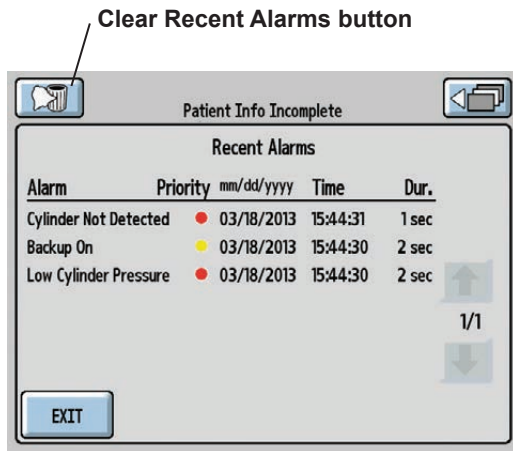 Clear Recent Alarms button
Patient Info Incomplete
Recent Alarms
Alarm Priority mm/dd/yyyy Time Dur.
Cylinder Not Detected 03/18/2013 15:44:31 1 sec
Backup On 03/18/2013 15:44:30 2 sec
Low Cylinder Pressure 03/18/2013 15:44:30 2 sec
1/1
EXIT